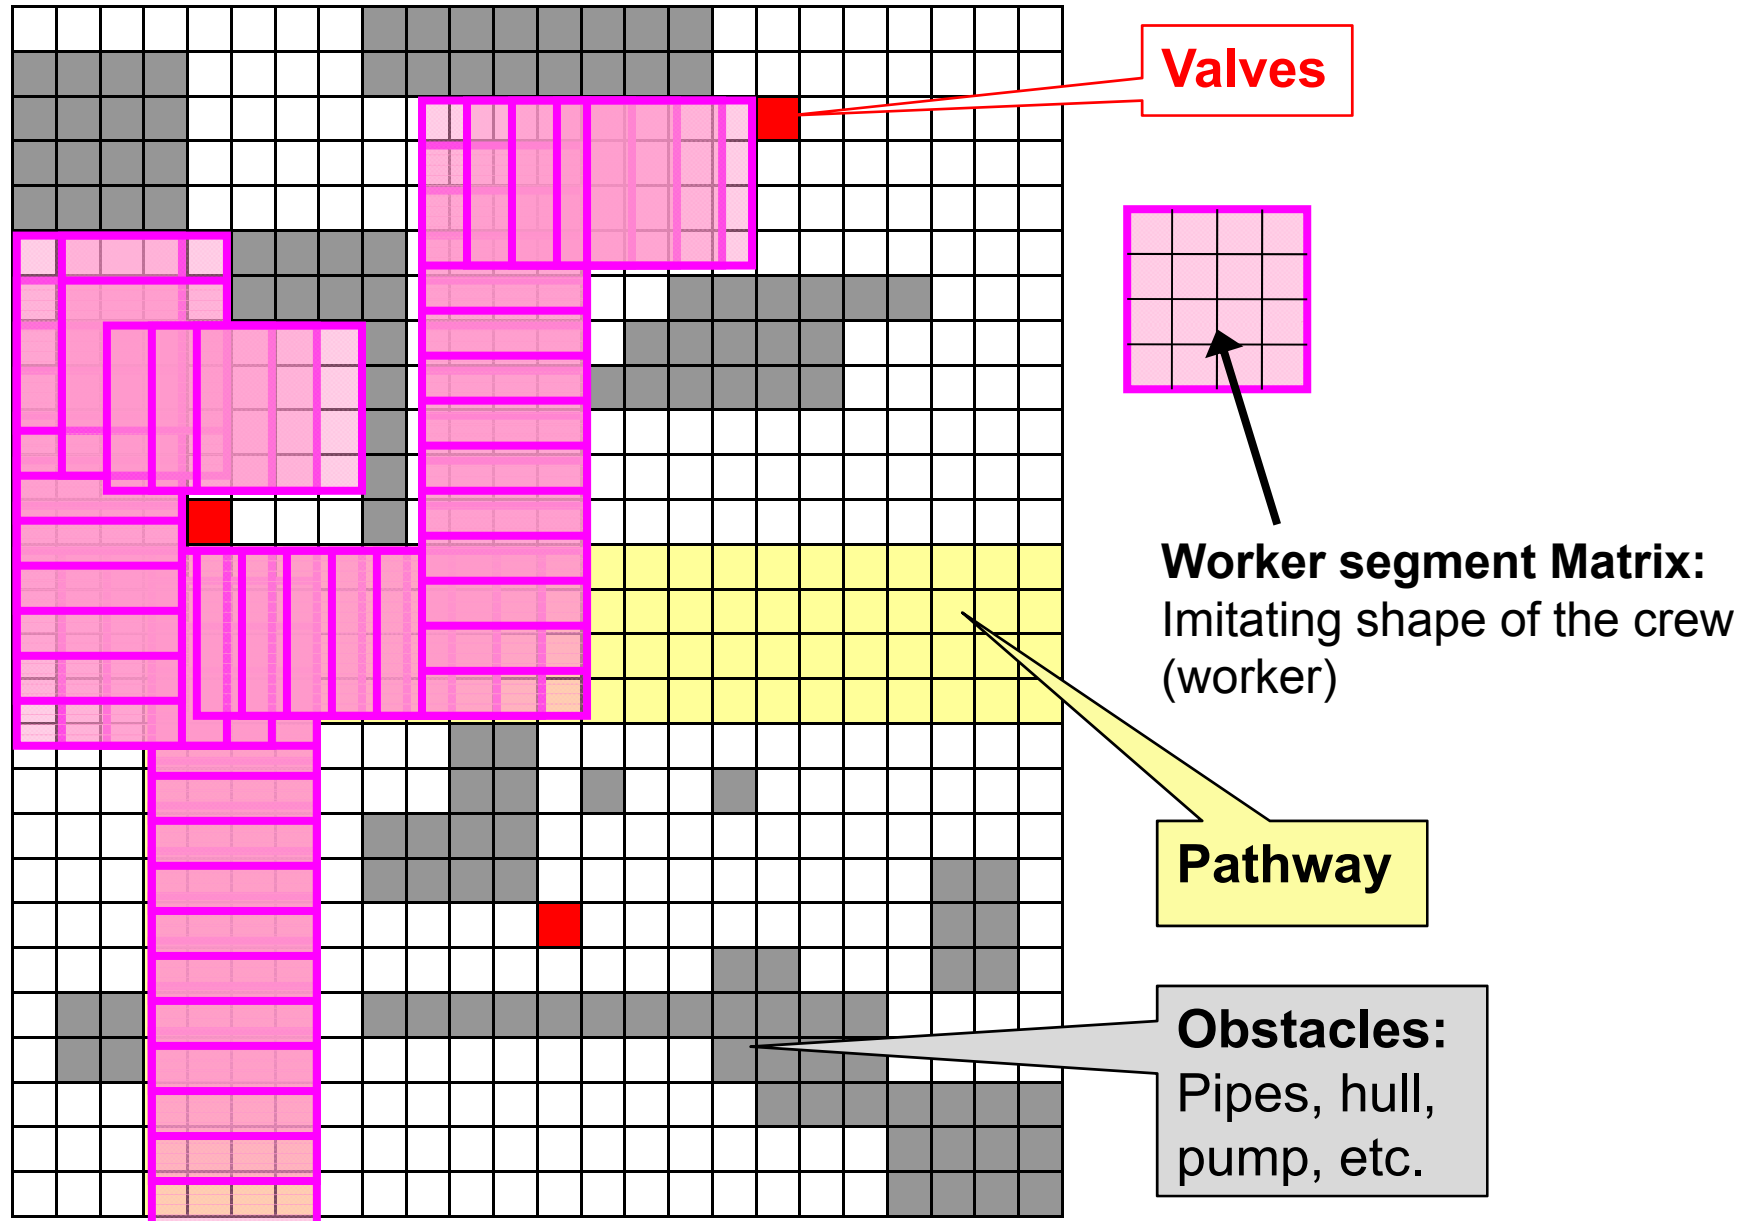 Valves
Worker segment Matrix:
Imitating shape of the crew
(worker)
Pathway
Obstacles:
Pipes, hull,
pump, etc.